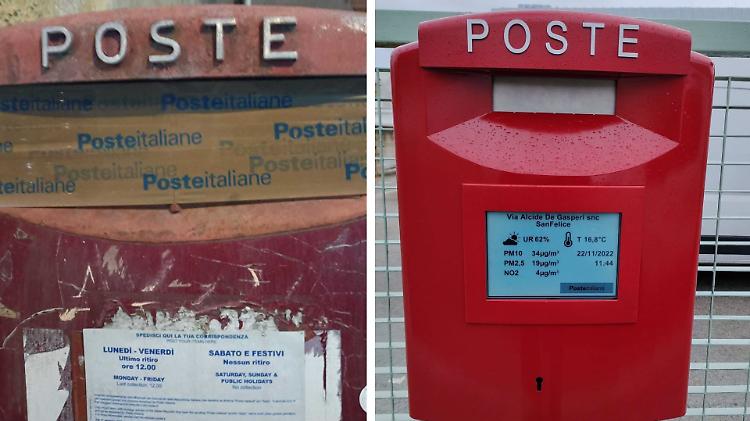 POSTE
Posteitaliane
Posteitaliane
Posteitaliane
Posteitaliane
Posteitaliane
SPEDISCI QUI LA TUA CORRISPONDENZA
POST YOUR ITEMS HERE
LUNEDÌ - VENERDÌ
Ultimo ritiro
ore 12.00
MONDAY - FRIDAY
Last collection 12.00
SABATO E FESTIVI
Nessun ritiro
SATURDAY, SUNDAY &
PUBLIC HOLIDAYS
No collection
POSTE
Via Alcide De Gasperi snc
SanFelice
UR 62% T 16,8°C
PM10 34µg/m³ 22/11/2022
PM2,5 19µg/m³ 11:44
NO2 4µg/m³
Posteitaliane